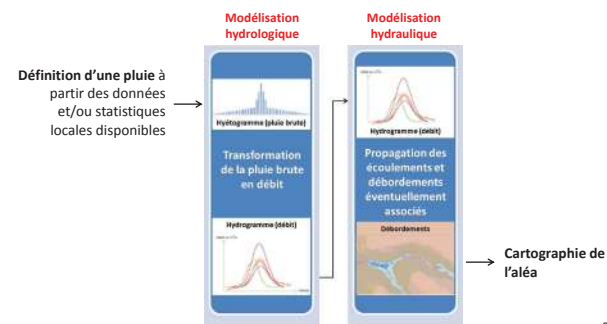 Modélisation
hydrologique
Définition d'une pluie à
partir des données
et/ou statistiques
locales disponibles
Hyétogramme (pluie brute)
Transformation
de la pluie brute
en débit
Hydrogramme (débit)
Modélisation
hydraulique
Hydrogramme (débit)
Propagation des
écoulements et
débordements
éventuellement
associés
Débordements
Cartographie de
l'aléa